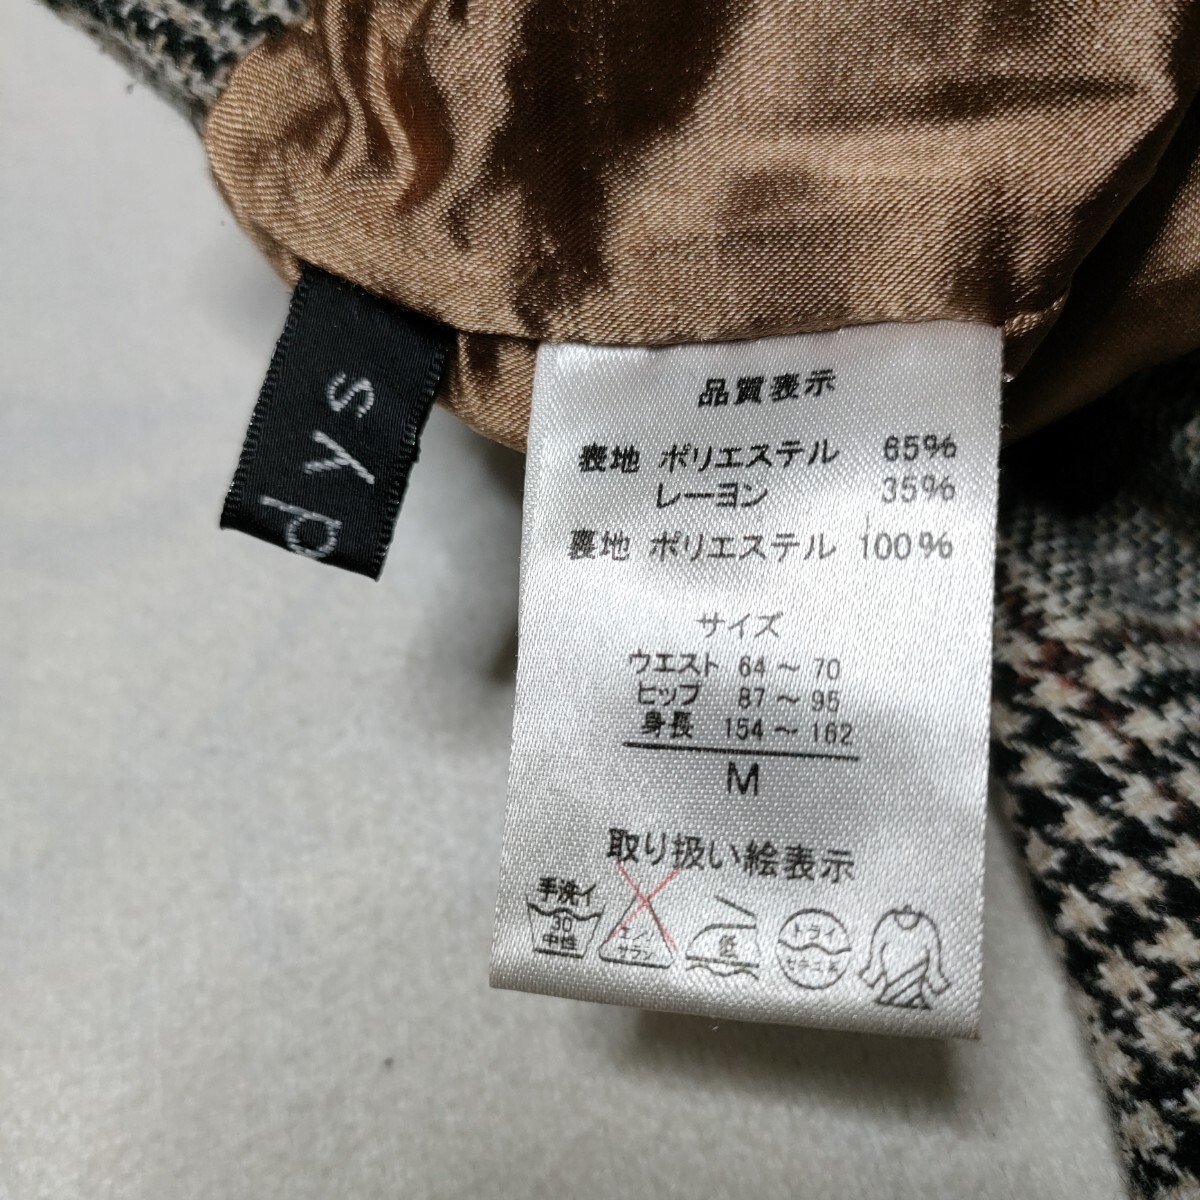 dys
品質表示
表地 ポリエステル 65%
レーヨン 35%
裏地 ポリエステル 100%
サイズ
ウエスト 64～70
ヒップ 87～95
身長 154～162
M
取り扱い絵表示
手洗イ
30
中性
エンソ
サラシ
低
ドライ
セキユ系